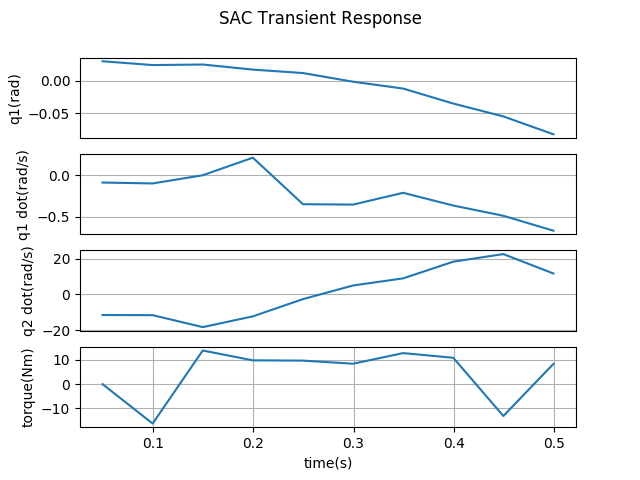 SAC Transient Response
q1(rad)
0.00
−0.05
q1 dot(rad/s)
0.0
−0.5
q2 dot(rad/s)
20
0
−20
torque(Nm)
10
0
−10
0.1 0.2 0.3 0.4 0.5
time(s)